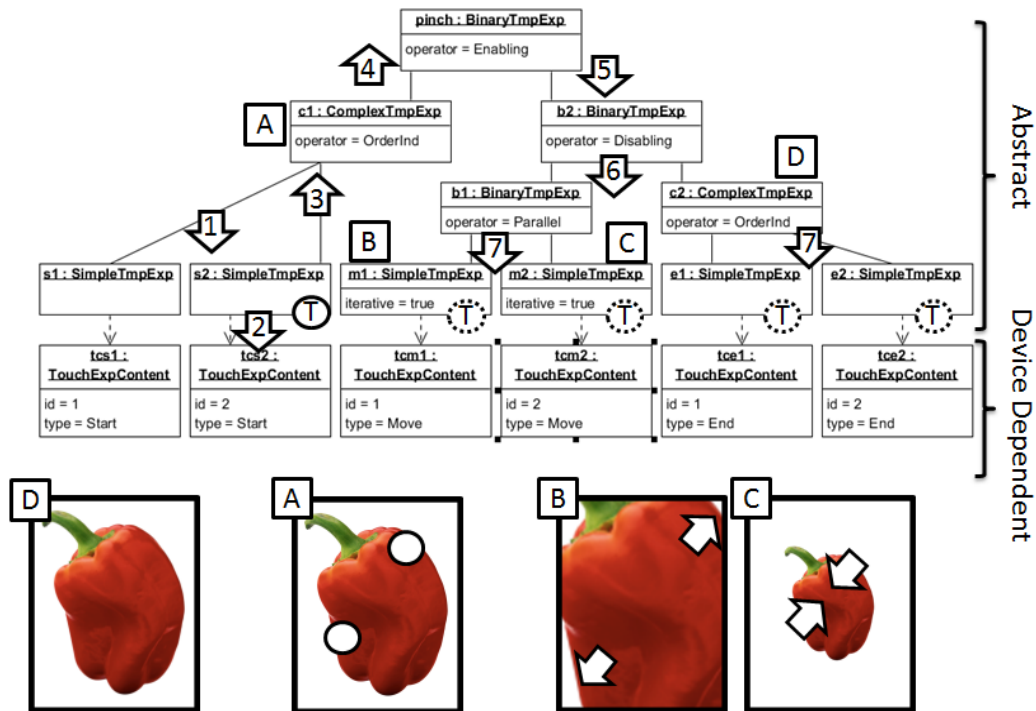 pinch : BinaryTmpExp
operator = Enabling
4
5
A
c1 : ComplexTmpExp
operator = OrderInd
b2 : BinaryTmpExp
operator = Disabling
D
3
6
b1 : BinaryTmpExp
operator = Parallel
c2 : ComplexTmpExp
operator = OrderInd
1
B
7
C
7
s1 : SimpleTmpExp
s2 : SimpleTmpExp
m1 : SimpleTmpExp
iterative = true
m2 : SimpleTmpExp
iterative = true
e1 : SimpleTmpExp
e2 : SimpleTmpExp
T
T
T
T
T
2
tcs1 :
TouchExpContent
id = 1
type = Start
tcs2 :
TouchExpContent
id = 2
type = Start
tcm1 :
TouchExpContent
id = 1
type = Move
tcm2 :
TouchExpContent
id = 2
type = Move
tce1 :
TouchExpContent
id = 1
type = End
tce2 :
TouchExpContent
id = 2
type = End
Abstract
Device Dependent
D
A
B
C